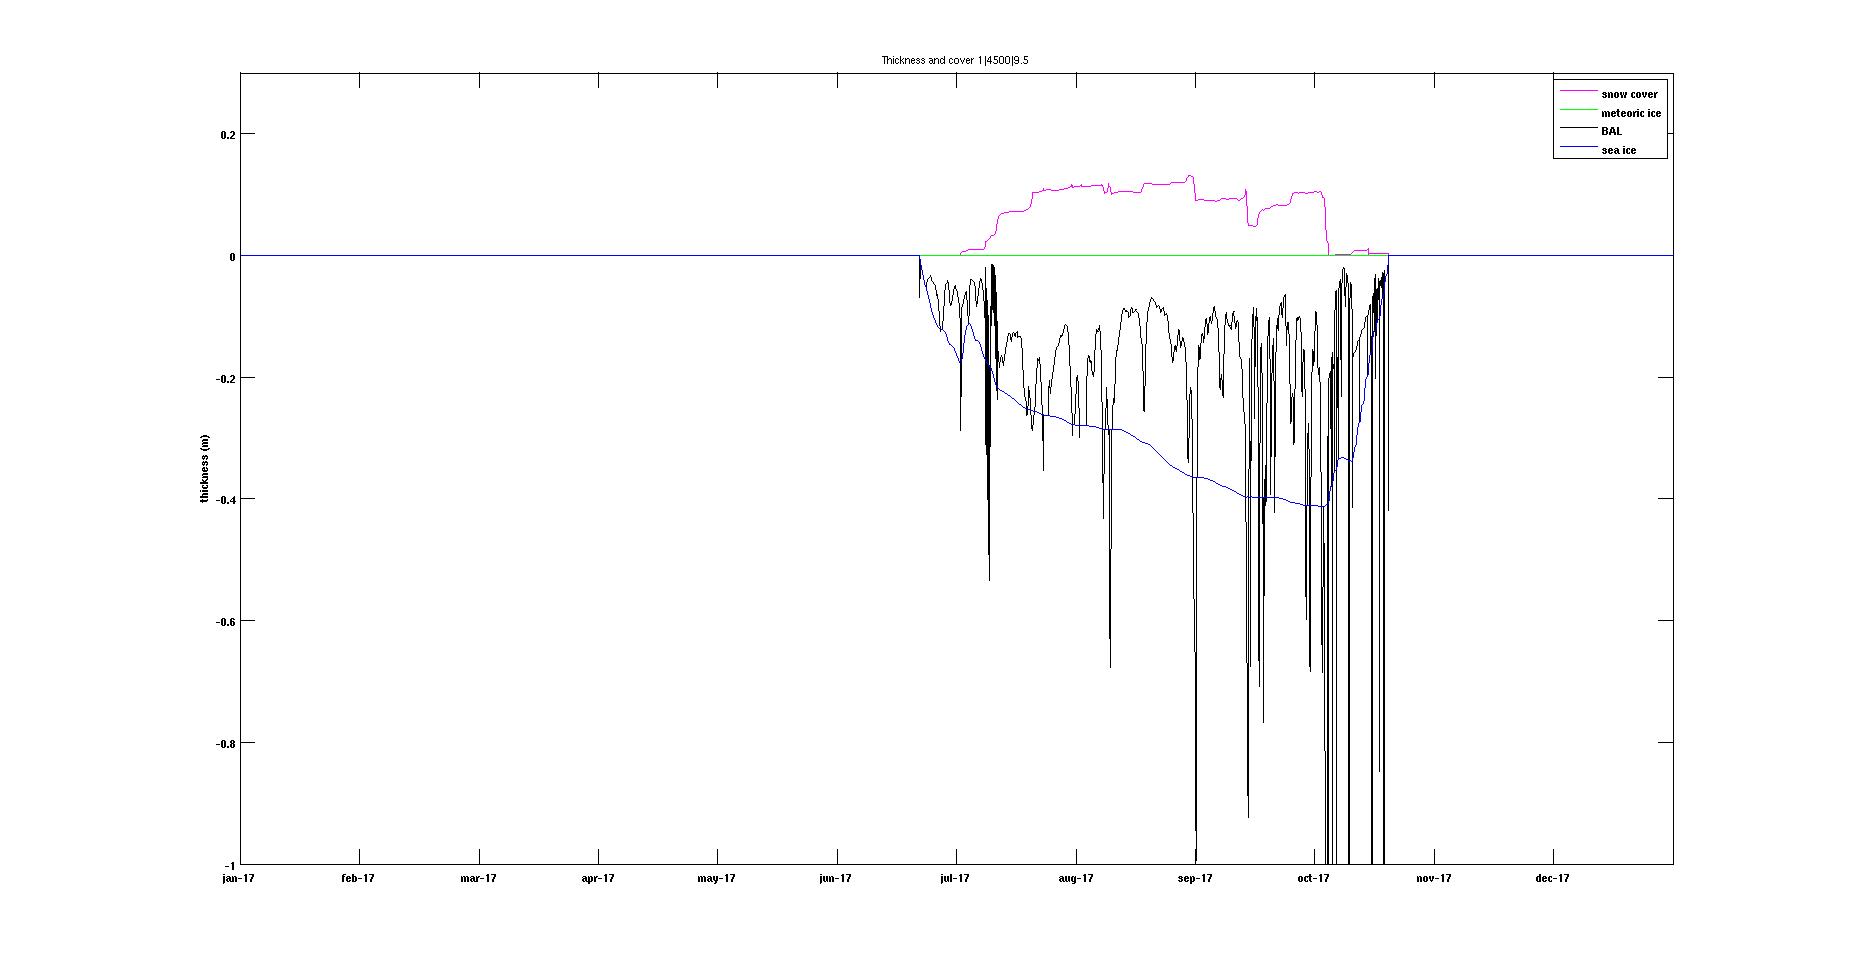 Thickness and cover 1|4500|9.5
snow cover
meteoric ice
BAL
sea ice
0.2
0
-0.2
-0.4
-0.6
-0.8
-1
thickness (m)
jan-17 feb-17 mar-17 apr-17 may-17 jun-17 jul-17 aug-17 sep-17 oct-17 nov-17 dec-17